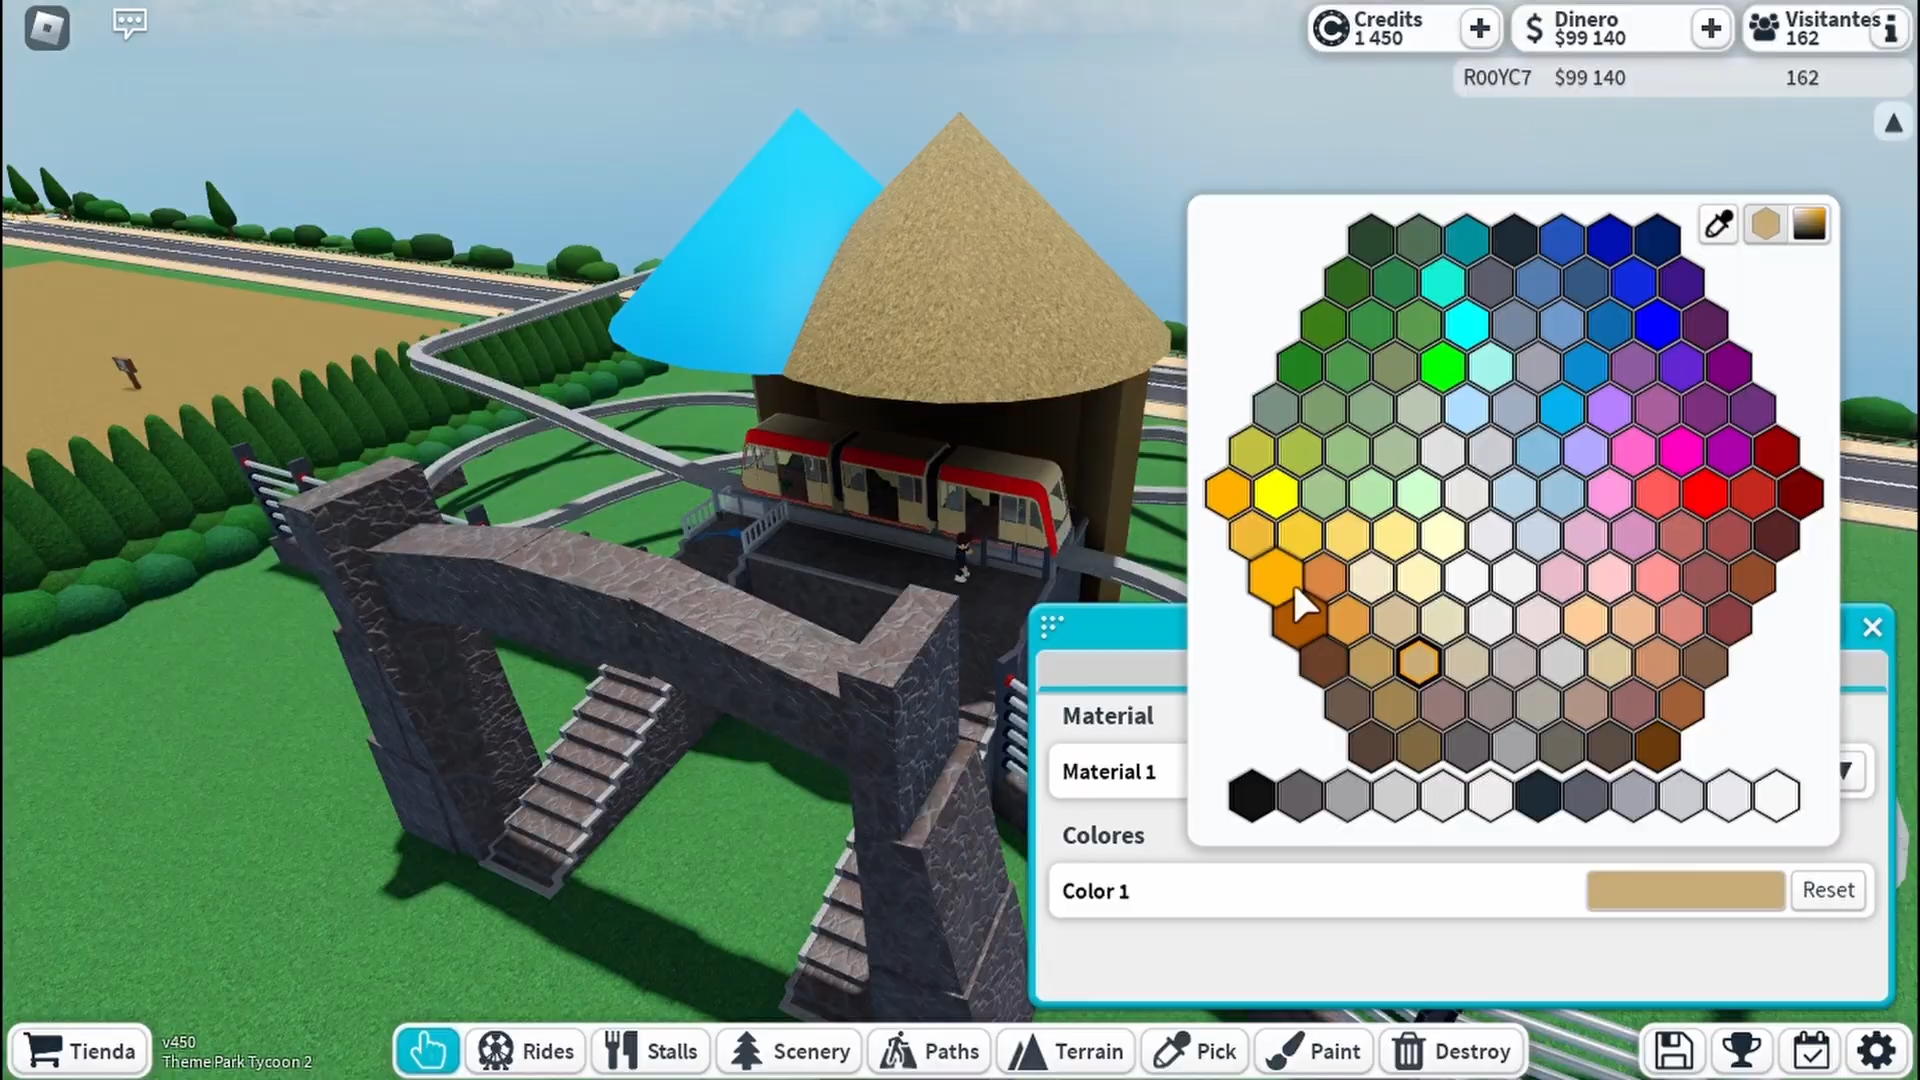 Credits
1 450
Dinero
$99 140
Visitantes
162
R00YC7 $99 140 162
Material
Material 1
Colores
Color 1
Reset
Tienda
v450
Theme Park Tycoon 2
Rides
Stalls
Scenery
Paths
Terrain
Pick
Paint
Destroy